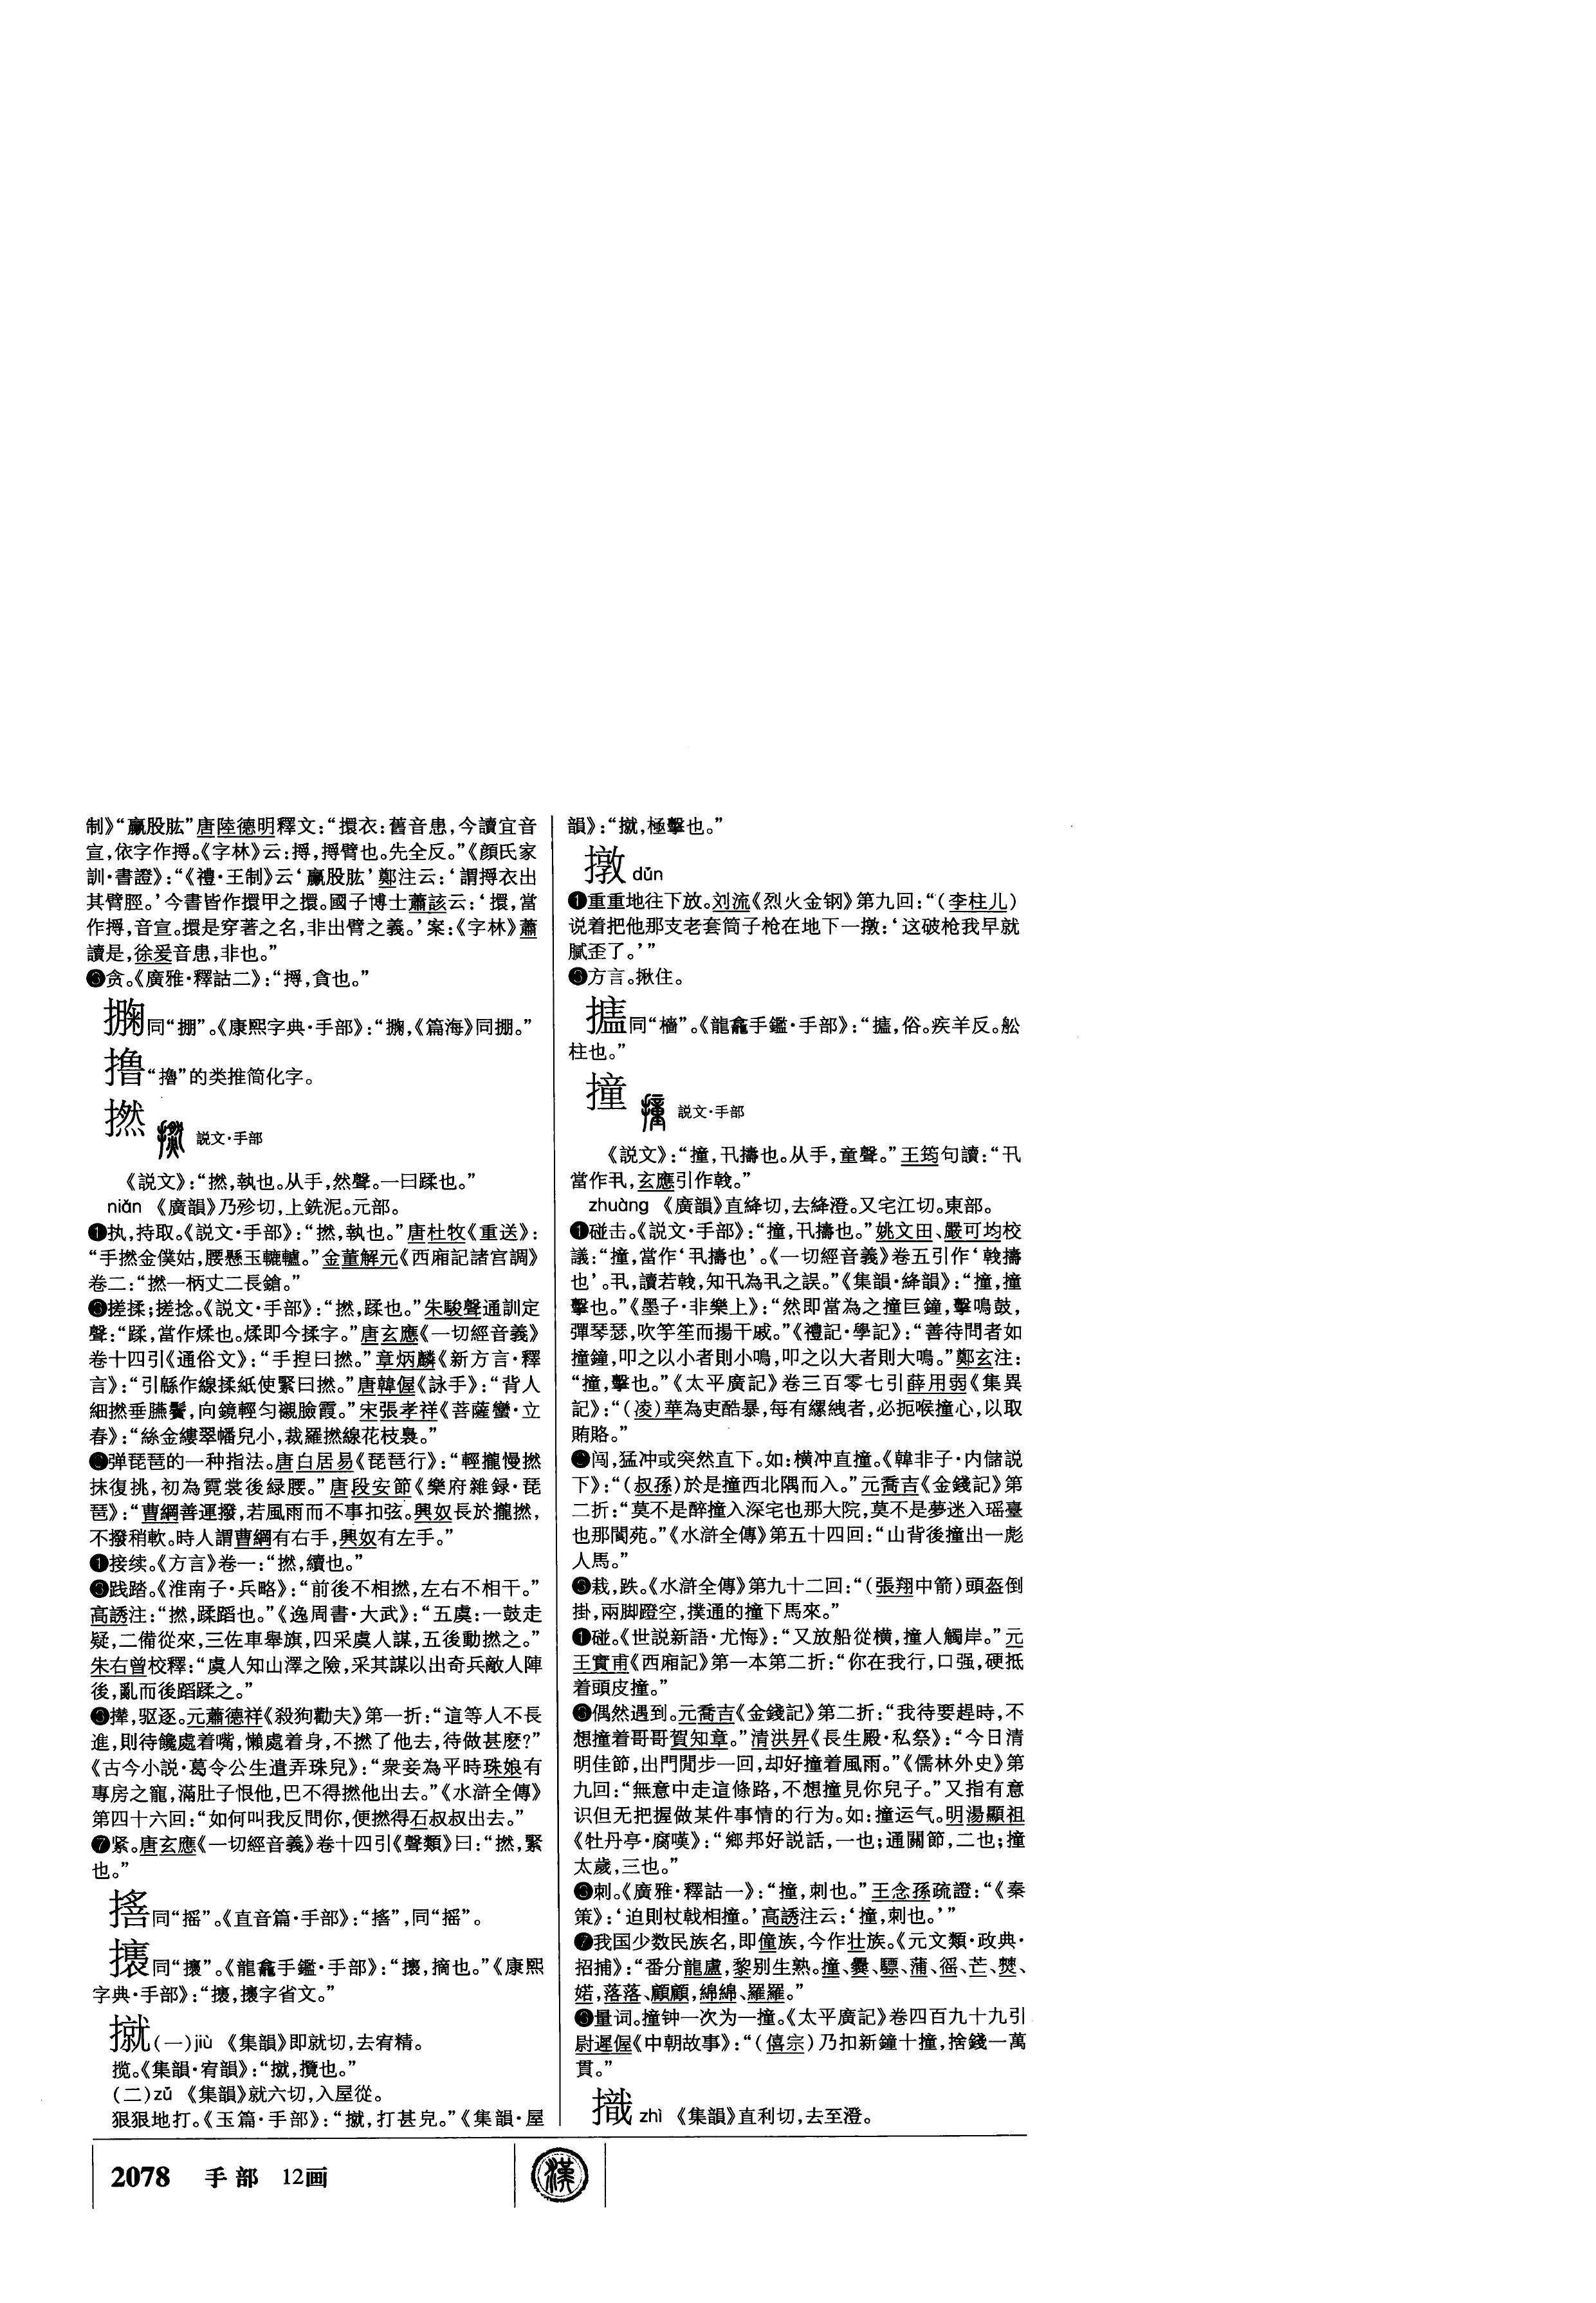 制》“贏股肱”唐陸德明釋文：“擐衣：舊音患，今讀宜音
宣，依字作揎。《字林》云：揎，揎臂也。先全反。”《顔氏家
訓·書證》：“《禮·王制》云‘贏股肱’鄭注云：‘謂揎衣出
其臂脛。’今書皆作擐甲之擐。國子博士蕭該云：‘擐，當
作揎，音宣。擐是穿著之名，非出臂之義。’案：《字林》蕭
讀是，徐爰音患，非也。”
贪。《廣雅·釋詁二》：“撏，貪也。”
同“掤”。《康熙字典·手部》：“，《篇海》同掤。”
撸“擼”的类推简化字。
撚 説文·手部
《説文》：“撚，執也。从手，然聲。一曰蹂也。”
niǎn 《廣韻》乃殄切，上銑泥。元部。
❶执，持取。《説文·手部》：“撚，執也。”唐杜牧《重送》：
“手撚金僕姑，腰懸玉轆轤。”金董解元《西廂記諸宫調》
卷二：“撚一柄丈二長鎗。”
搓揉；搓捻。《説文·手部》：“撚，蹂也。”朱駿聲通訓定
聲：“蹂，當作煣也。煣即今揉字。”唐玄應《一切經音義》
卷十四引《通俗文》：“手捏曰撚。”章炳麟《新方言·釋
言》：“引緜作線揉紙使緊曰撚。”唐韓偓《詠手》：“背人
細撚垂臙鬢，向鏡輕匀襯臉霞。”宋張孝祥《菩薩蠻·立
春》：“絲金縷翠幡兒小，裁羅撚線花枝裊。”
弹琵琶的一种指法。唐白居易《琵琶行》：“輕攏慢撚
抹復挑，初為霓裳後緑腰。”唐段安節《樂府雜録·琵
琶》：“曹綱善運撥，若風雨而不事扣弦。興奴長於攏撚，
不撥稍軟。時人謂曹綱有右手，興奴有左手。”
接续。《方言》卷一：“撚，續也。”
践踏。《淮南子·兵略》：“前後不相撚，左右不相干。”
高誘注：“撚，蹂蹈也。”《逸周書·大武》：“五虞：一鼓走
疑，二備從來，三佐車舉旗，四采虞人謀，五後動撚之。”
朱右曾校釋：“虞人知山澤之險，采其謀以出奇兵敵人陣
後，亂而後蹈蹂之。”
撵，驱逐。元蕭德祥《殺狗勸夫》第一折：“這等人不長
進，則待饞處着嘴，懶處着身，不撚了他去，待做甚麽？”
《古今小説·葛令公生遣弄珠兒》：“衆妾為平時珠娘有
專房之寵，滿肚子恨他，巴不得撚他出去。”《水滸全傳》
第四十六回：“如何叫我反問你，便撚得石叔叔出去。”
❼紧。唐玄應《一切經音義》卷十四引《聲類》曰：“撚，緊
也。”
同“摇”。《直音篇·手部》：“”，同“摇”。
同“攘”。《龍龕手鑑·手部》：“，摘也。”《康熙
字典·手部》：“，攘字省文。”
㩆(一)jiù 《集韻》即就切，去宥精。
揽。《集韻·宥韻》：“㩆，攬也。”
(二)zú 《集韻》就六切，入屋從。
狠狠地打。《玉篇·手部》：“㩆，打甚皃。”《集韻·屋
韻》：“㩆，極擊也。”
撴 dūn
❶重重地往下放。刘流《烈火金钢》第九回：“(李柱儿)
说着把他那支老套筒子枪在地下一撴：‘这破枪我早就
腻歪了。’”
方言。揪住。
同“檣”。《龍龕手鑑·手部》：“，俗。疾羊反。舩
柱也。”
撞 説文·手部
《説文》：“撞，卂擣也。从手，童聲。”王筠句讀：“卂
當作丮，玄應引作戟。”
zhuàng 《廣韻》直絳切，去絳澄。又宅江切。東部。
❶碰击。《説文·手部》：“撞，卂擣也。”姚文田、嚴可均校
議：“撞，當作‘丮擣也’。《一切經音義》卷五引作‘戟擣
也’。丮，讀若戟，知卂為丮之誤。”《集韻·絳韻》：“撞，撞
擊也。”《墨子·非樂上》：“然即當為之撞巨鐘，擊鳴鼓，
彈琴瑟，吹竽笙而揚干戚。”《禮記·學記》：“善待問者如
撞鐘，叩之以小者則小鳴，叩之以大者則大鳴。”鄭玄注：
“撞，擊也。”《太平廣記》卷三百零七引薛用弱《集異
記》：“(凌)華為吏酷暴，每有縲絏者，必扼喉撞心，以取
賄賂。”
❷闯，猛冲或突然直下。如：横冲直撞。《韓非子·内儲説
下》：“(叔孫)於是撞西北隅而入。”元喬吉《金錢記》第
二折：“莫不是醉撞入深宅也那大院，莫不是夢迷入瑶臺
也那閬苑。”《水滸全傳》第五十四回：“山背後撞出一彪
人馬。”
栽，跌。《水滸全傳》第九十二回：“(張翔中箭)頭盔倒
掛，兩脚蹬空，撲通的撞下馬來。”
碰。《世説新語·尤悔》：“又放船從横，撞人觸岸。”元
王實甫《西廂記》第一本第二折：“你在我行，口强，硬抵
着頭皮撞。”
偶然遇到。元喬吉《金錢記》第二折：“我待要趕時，不
想撞着哥哥賀知章。”清洪昇《長生殿·私祭》：“今日清
明佳節，出門閒步一回，却好撞着風雨。”《儒林外史》第
九回：“無意中走這條路，不想撞見你兒子。”又指有意
识但无把握做某件事情的行为。如：撞运气。明湯顯祖
《牡丹亭·腐嘆》：“鄉邦好説話，一也；通關節，二也；撞
太歲，三也。”
刺。《廣雅·釋詁一》：“撞，刺也。”王念孫疏證：“《秦
策》：‘迫則杖戟相撞。’高誘注云：‘撞，刺也。’”
❼我国少数民族名，即僮族，今作壮族。《元文類·政典·
招捕》：“番分龍盧，黎别生熟。撞、爨、驃、蒲、徭、芒、僰、
婼，落落、顧顧，綿綿、羅羅。”
量词。撞钟一次为一撞。《太平廣記》卷四百九十九引
尉遲偓《中朝故事》：“(僖宗)乃扣新鐘十撞，捨錢一萬
貫。”
㨁 zhì 《集韻》直利切，去至澄。
2078 手部 12画
漢